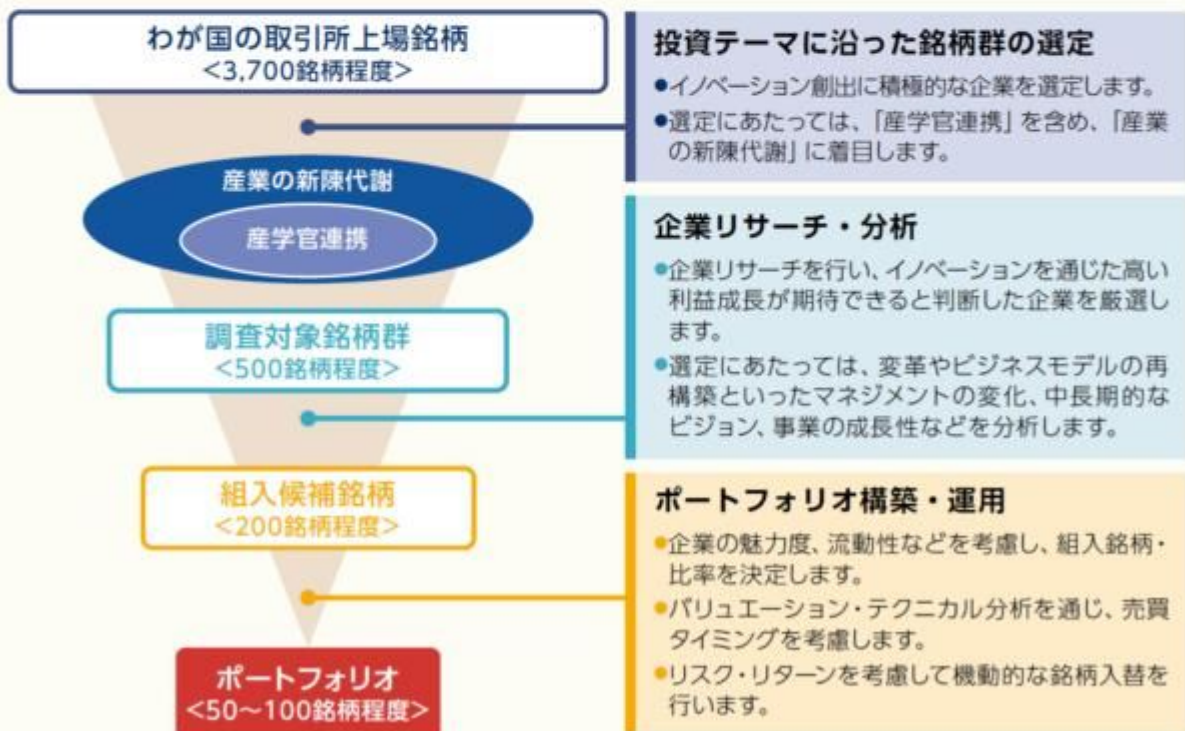 わが国の取引所上場銘柄
<3,700銘柄程度>
産業の新陳代謝
産学官連携
調査対象銘柄群
<500銘柄程度>
組入候補銘柄
<200銘柄程度>
ポートフォリオ
<50～100銘柄程度>
投資テーマに沿った銘柄群の選定
●イノベーション創出に積極的な企業を選定します。
●選定にあたっては、「産学官連携」を含め、「産業
の新陳代謝」に着目します。
企業リサーチ・分析
●企業リサーチを行い、イノベーションを通じた高い
利益成長が期待できると判断した企業を厳選し
ます。
●選定にあたっては、変革やビジネスモデルの再
構築といったマネジメントの変化、中長期的な
ビジョン、事業の成長性などを分析します。
ポートフォリオ構築・運用
●企業の魅力度、流動性などを考慮し、組入銘柄・
比率を決定します。
●バリュエーション・テクニカル分析を通じ、売買
タイミングを考慮します。
●リスク・リターンを考慮して機動的な銘柄入替を
行います。